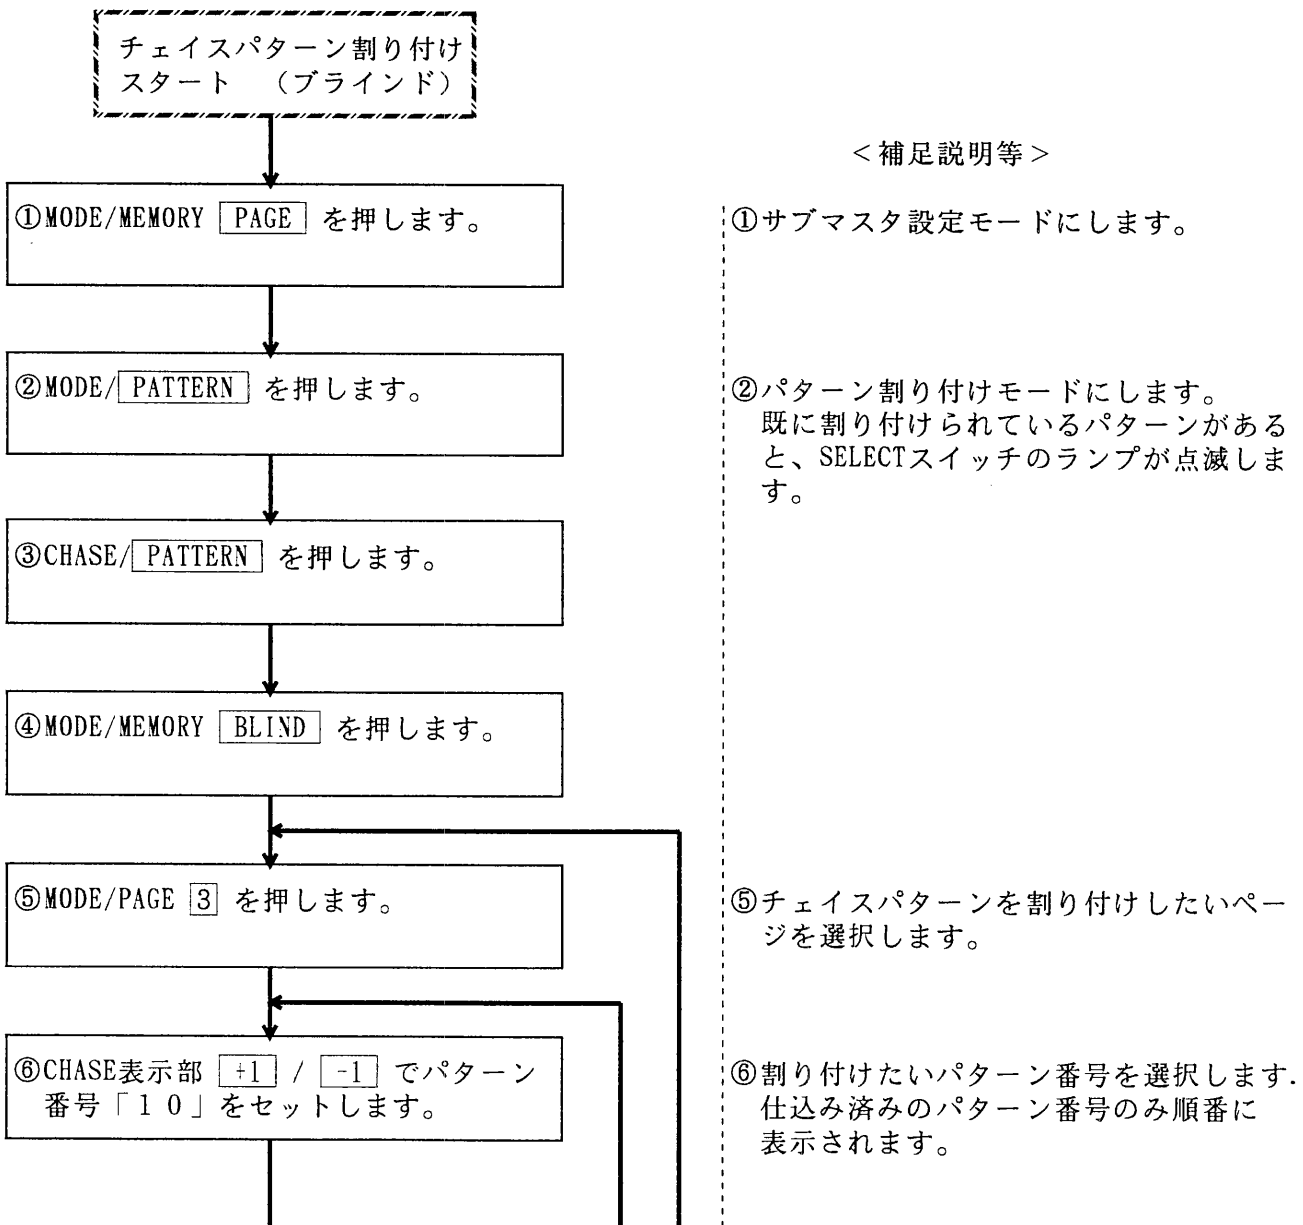 チェイスパターン割り付け
スタート　（ブラインド）
＜補足説明等＞
①MODE/MEMORY PAGE を押します。
①サブマスタ設定モードにします。
②MODE/ PATTERN を押します。
②パターン割り付けモードにします。
既に割り付けられているパターンがある
と、SELECTスイッチのランプが点滅しま
す。
③CHASE/ PATTERN を押します。
④MODE/MEMORY BLIND を押します。
⑤MODE/PAGE 3 を押します。
⑤チェイスパターンを割り付けしたいペー
ジを選択します。
⑥CHASE表示部 +1 / -1 でパターン
番号「１０」をセットします。
⑥割り付けたいパターン番号を選択します.
仕込み済みのパターン番号のみ順番に
表示されます。